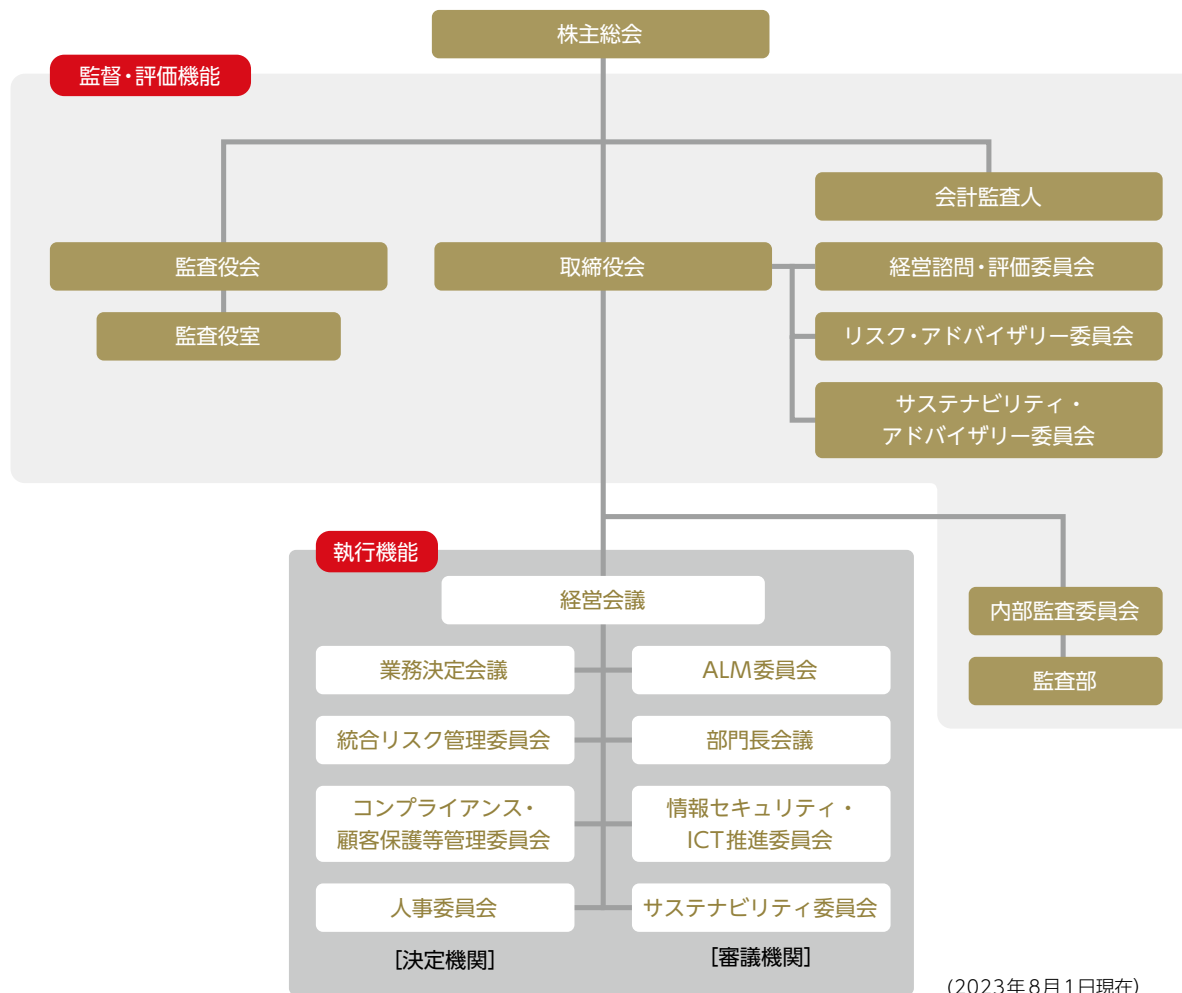 株主総会
監督・評価機能
会計監査人
監査役会
取締役会
経営諮問・評価委員会
監査役室
リスク・アドバイザリー委員会
サステナビリティ・
アドバイザリー委員会
執行機能
経営会議
内部監査委員会
業務決定会議
ALM委員会
監査部
統合リスク管理委員会
部門長会議
コンプライアンス・
顧客保護等管理委員会
情報セキュリティ・
ICT推進委員会
人事委員会
サステナビリティ委員会
[決定機関]
[審議機関]
(2023年8月1日現在)